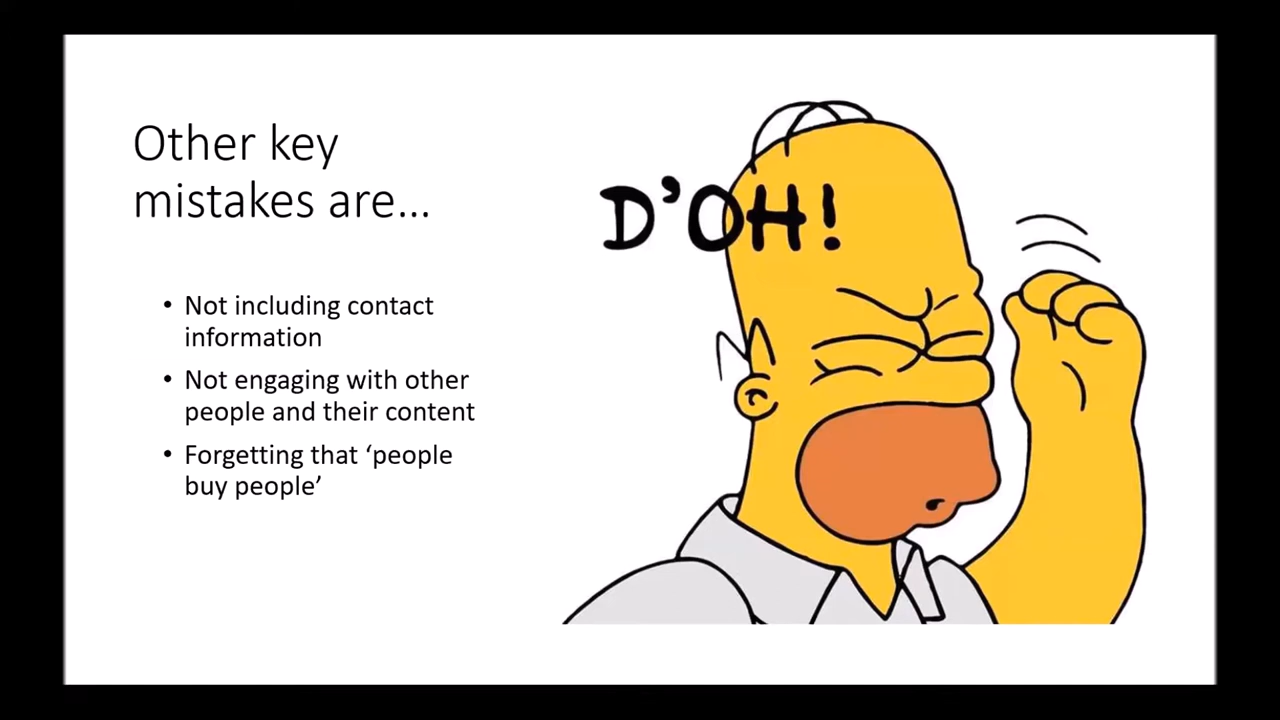 Other key
mistakes are...
D'OH!
• Not including contact
information
• Not engaging with other
people and their content
• Forgetting that ‘people
buy people’